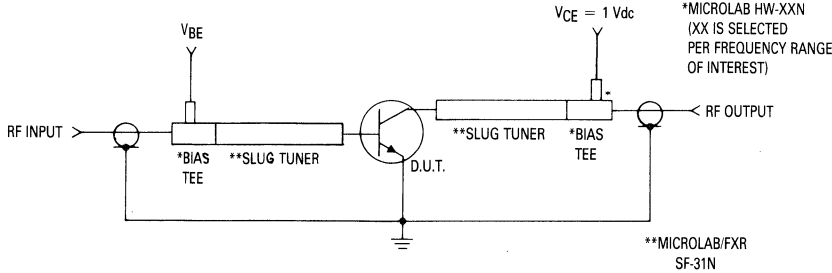 V_BE
V_CE = 1 Vdc
*MICROLAB HW-XXN
(XX IS SELECTED
PER FREQUENCY RANGE
OF INTEREST)
*
RF INPUT
RF OUTPUT
*BIAS
TEE
**SLUG TUNER
D.U.T.
**SLUG TUNER
*BIAS
TEE
**MICROLAB/FXR
SF-31N